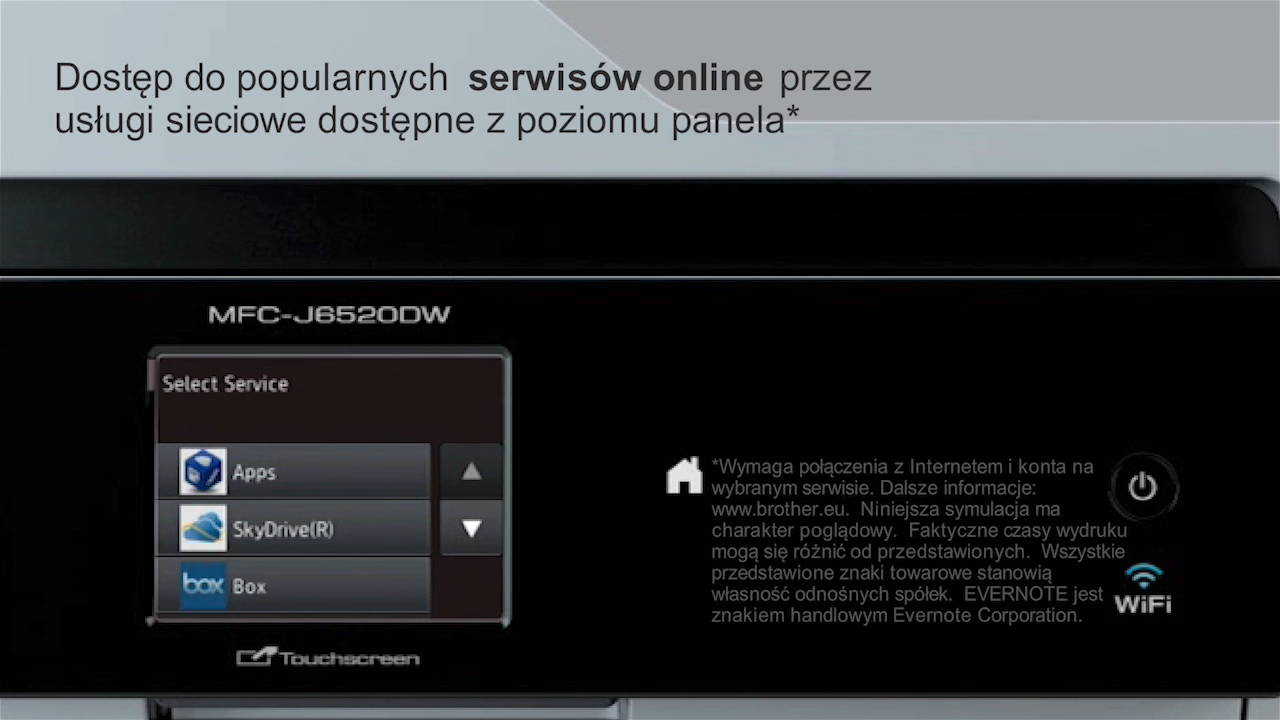 Dostęp do popularnych serwisów online przez
usługi sieciowe dostępne z poziomu panela*
MFC-J6520DW
Select Service
Apps
SkyDrive(R)
box Box
Touchscreen
*Wymaga połączenia z Internetem i konta na
wybranym serwisie. Dalsze informacje:
www.brother.eu. Niniejsza symulacja ma
charakter poglądowy. Faktyczne czasy wydruku
mogą się różnić od przedstawionych. Wszystkie
przedstawione znaki towarowe stanowią
własność odnośnych spółek. EVERNOTE jest
znakiem handlowym Evernote Corporation.
WiFi